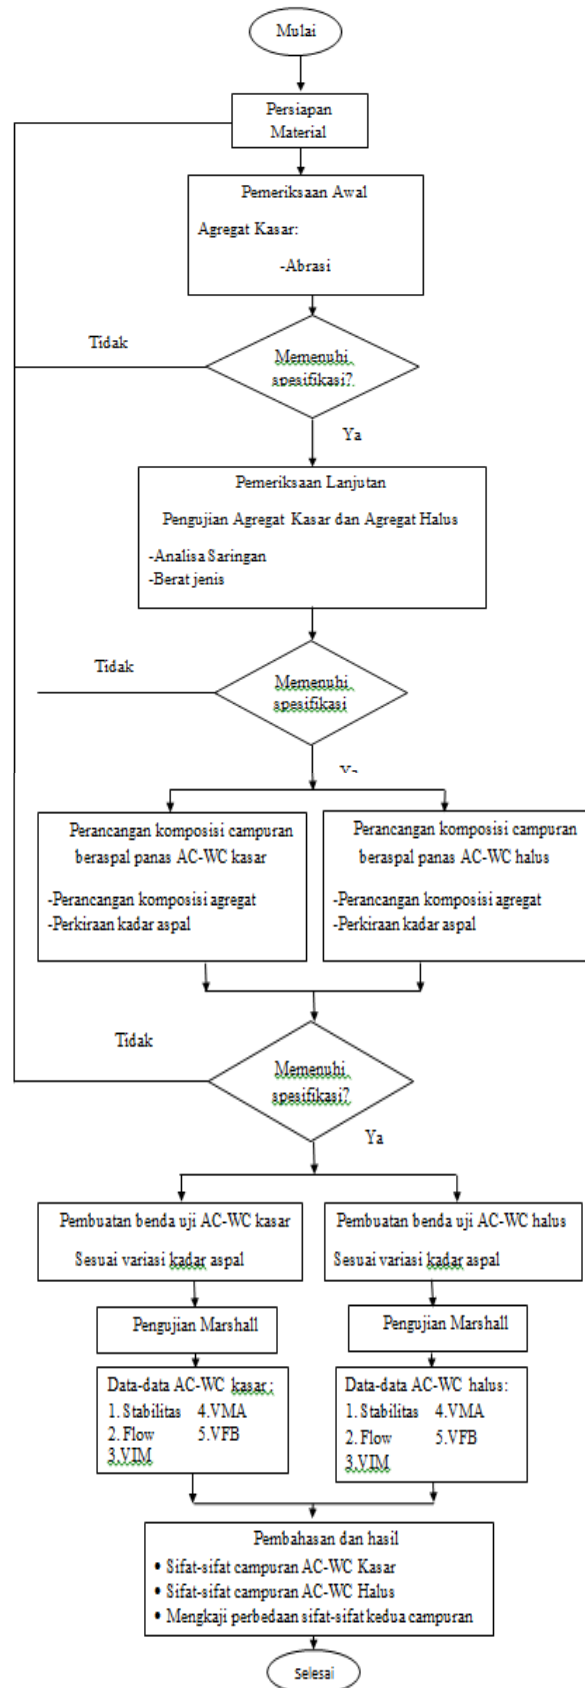 Mulai
Persiapan
Material
Pemeriksaan Awal
Agregat Kasar:
-Abrasi
Tidak
Memenuhi
spesifikasi?
Ya
Pemeriksaan Lanjutan
Pengujian Agregat Kasar dan Agregat Halus
-Analisa Saringan
-Berat jenis
Tidak
Memenuhi
spesifikasi
Ya
Perancangan komposisi campuran
beraspal panas AC-WC kasar
-Perancangan komposisi agregat
-Perkiraan kadar aspal
Perancangan komposisi campuran
beraspal panas AC-WC halus
-Perancangan komposisi agregat
-Perkiraan kadar aspal
Tidak
Memenuhi
spesifikasi?
Ya
Pembuatan benda uji AC-WC kasar
Sesuai variasi kadar aspal
Pembuatan benda uji AC-WC halus
Sesuai variasi kadar aspal
Pengujian Marshall
Pengujian Marshall
Data-data AC-WC kasar:
1. Stabilitas 4.VMA
2. Flow 5.VFB
3.VIM
Data-data AC-WC halus:
1. Stabilitas 4.VMA
2. Flow 5.VFB
3.VIM
Pembahasan dan hasil
• Sifat-sifat campuran AC-WC Kasar
• Sifat-sifat campuran AC-WC Halus
• Mengkaji perbedaan sifat-sifat kedua campuran
Selesai